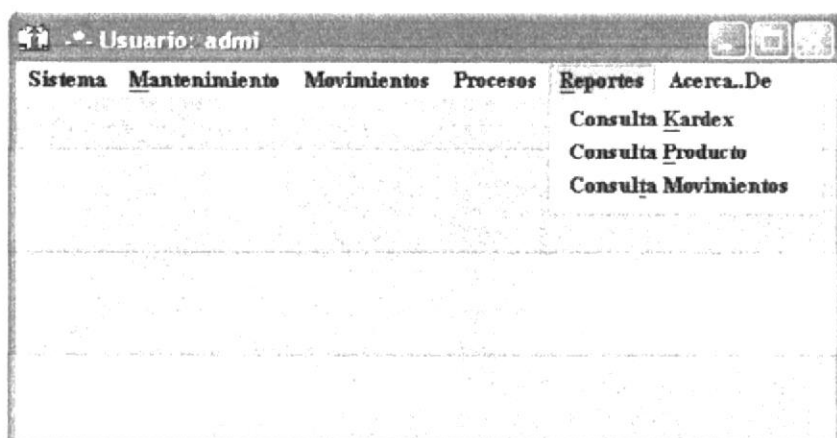 -*- Usuario: admi
Sistema Mantenimiento Movimientos Procesos Reportes Acerca..De
Consulta Kardex
Consulta Producto
Consulta Movimientos